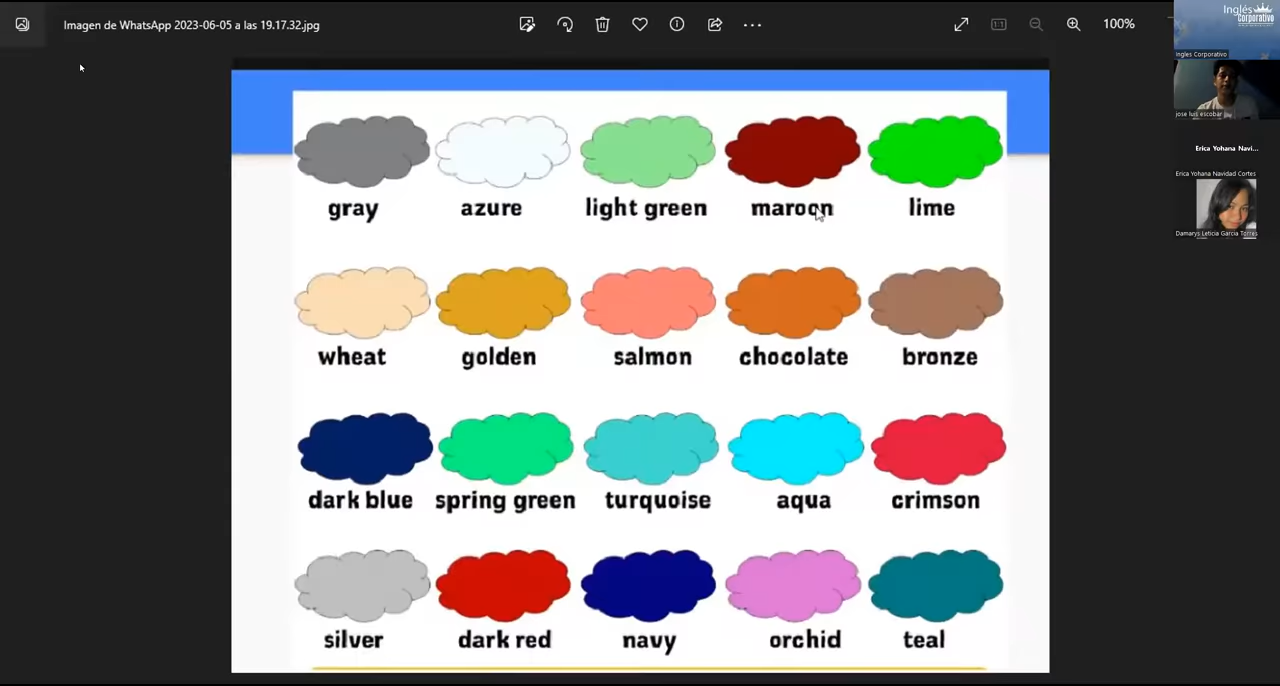 Imagen de WhatsApp 2023-06-05 a las 19.17.32.jpg
100%
Inglés
Corporativo
Ingles Corporativo
jose luis escobar
Erica Yohana Navi...
Erica Yohana Navidad Cortes
Damarys Leticia Garcia Torres
gray azure light green maroon lime
wheat golden salmon chocolate bronze
dark blue spring green turquoise aqua crimson
silver dark red navy orchid teal